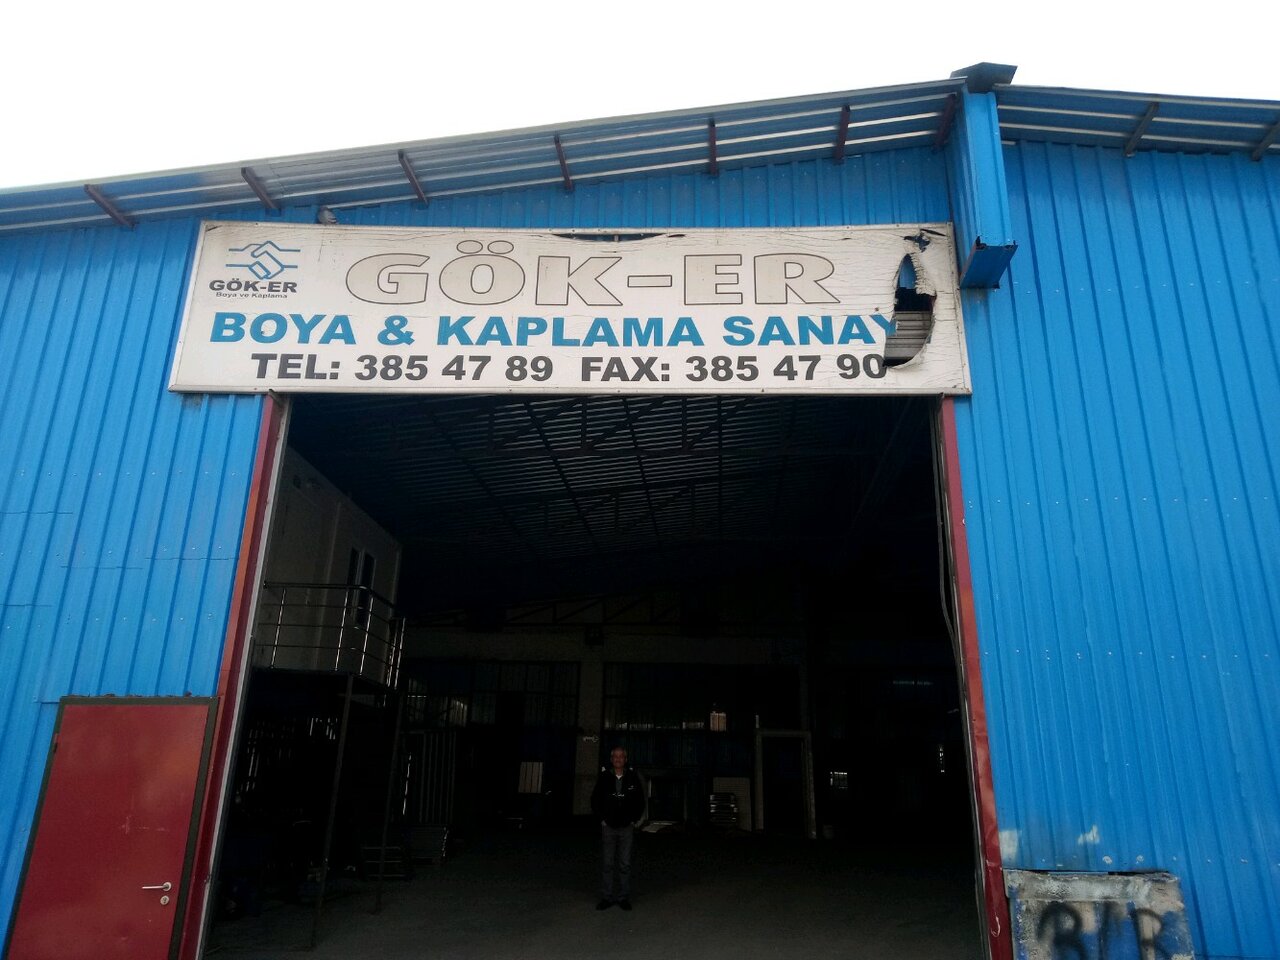 GÖK-ER
Boya ve Kaplama
GÖK-ER
BOYA & KAPLAMA SANAY
TEL: 385 47 89 FAX: 385 47 90